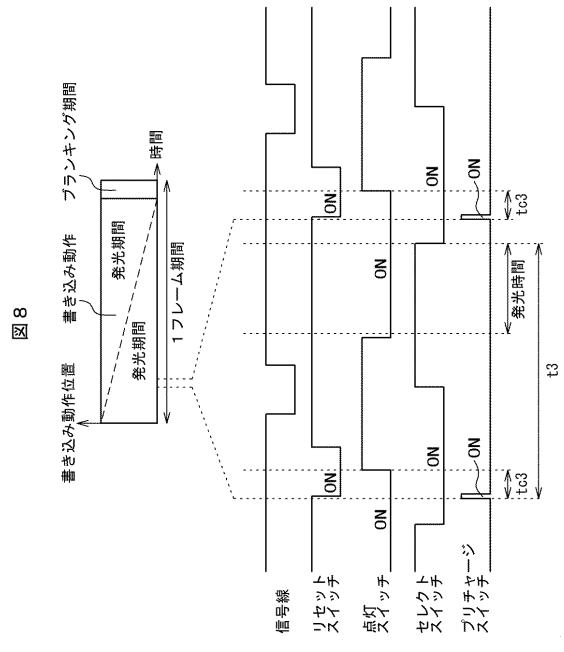 図８
書き込み動作位置
書き込み動作
ブランキング期間
発光期間
発光期間
時間
１フレーム期間
信号線
リセット
スイッチ
ON
ON
点灯
スイッチ
ON
ON
セレクト
スイッチ
ON
ON
プリチャージ
スイッチ
ON
ON
tc3
発光時間
tc3
t3